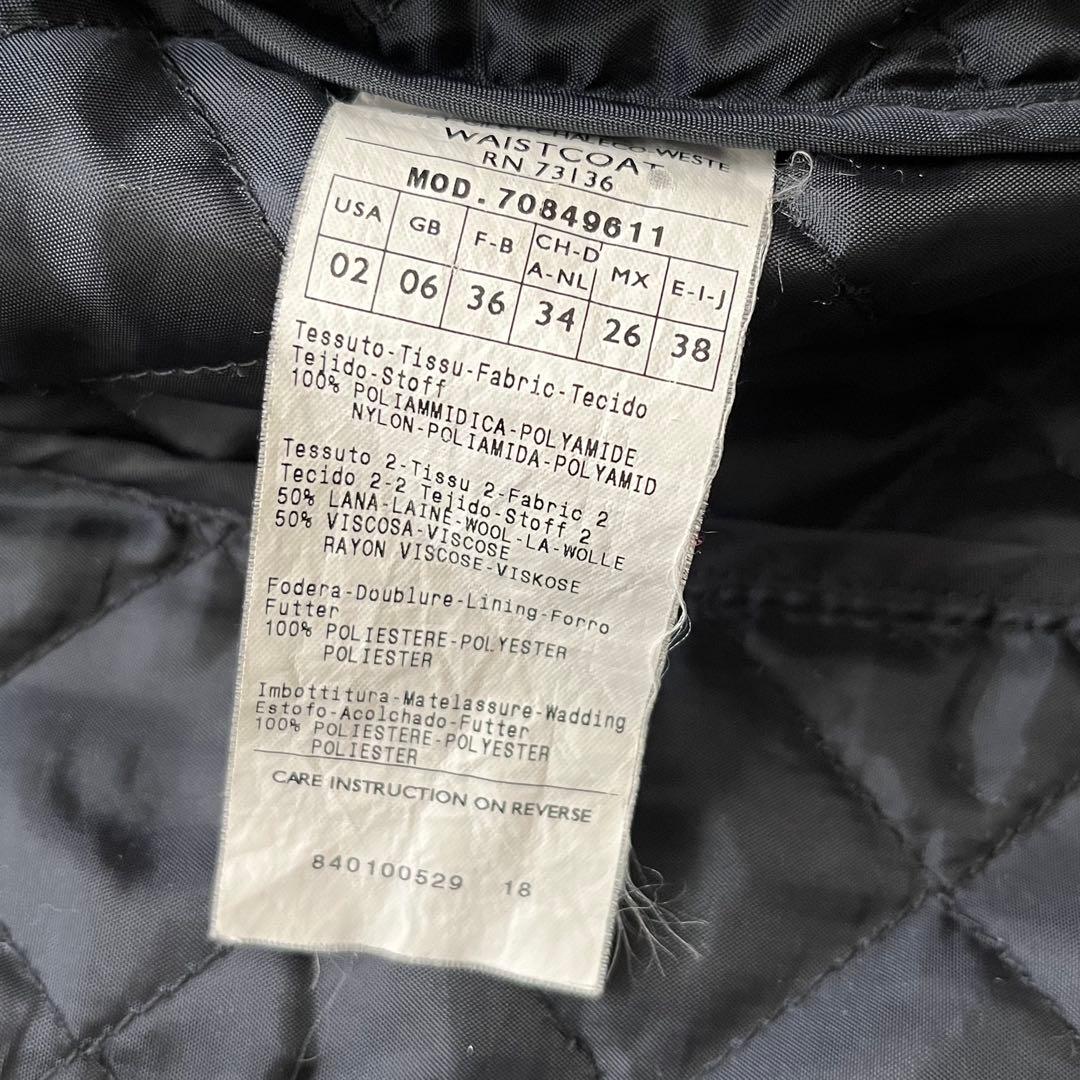 CHALECO-WESTE
WAISTCOAT
RN 73136
MOD.70849611
USA GB F-B CH-D A-NL MX E-I-J
02 06 36 34 26 38
Tessuto-Tissu-Fabric-Tecido
Tejido-Stoff
100% POLIAMMIDICA-POLYAMIDE
NYLON-POLIAMIDA-POLYAMID
Tessuto 2-Tissu 2-Fabric 2
Tecido 2-2 Tejido-Stoff 2
50% LANA-LAINE-WOOL-LA-WOLLE
50% VISCOSA-VISCOSE
RAYON VISCOSE-VISKOSE
Fodera-Doublure-Lining-Forro
Futter
100% POLIESTERE-POLYESTER
POLIESTER
Imbottitura-Matelassure-Wadding
Estofo-Acolchado-Futter
100% POLIESTERE-POLYESTER
POLIESTER
CARE INSTRUCTION ON REVERSE
840100529 18